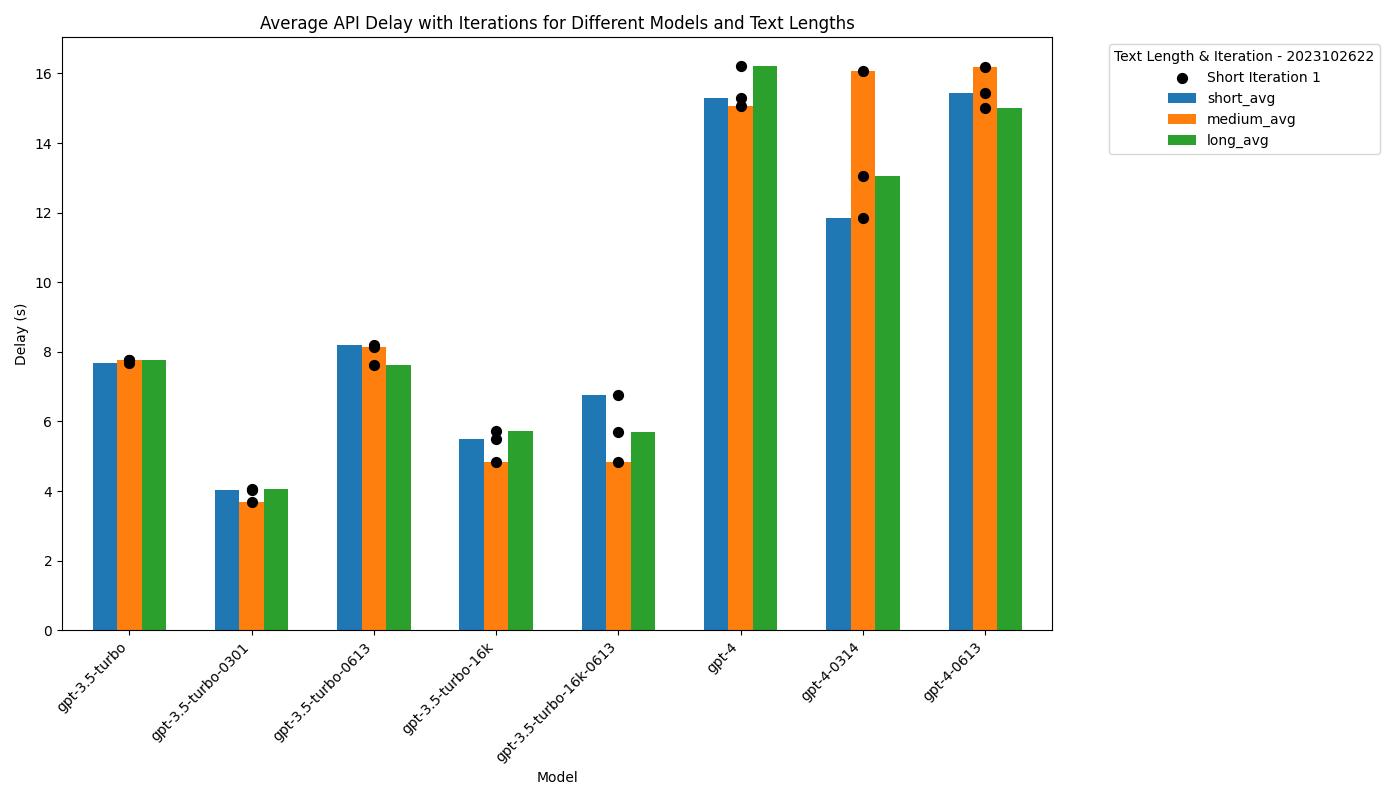 Average API Delay with Iterations for Different Models and Text Lengths
Text Length & Iteration - 2023102622
Short Iteration 1
short_avg
medium_avg
long_avg
Delay (s)
16
14
12
10
8
6
4
2
0
gpt-3.5-turbo
gpt-3.5-turbo-0301
gpt-3.5-turbo-0613
gpt-3.5-turbo-16k
gpt-3.5-turbo-16k-0613
gpt-4
gpt-4-0314
gpt-4-0613
Model